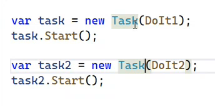 var task = new Task(DoIt1);
task.Start();
var task2 = new Task(DoIt2);
task2.Start();